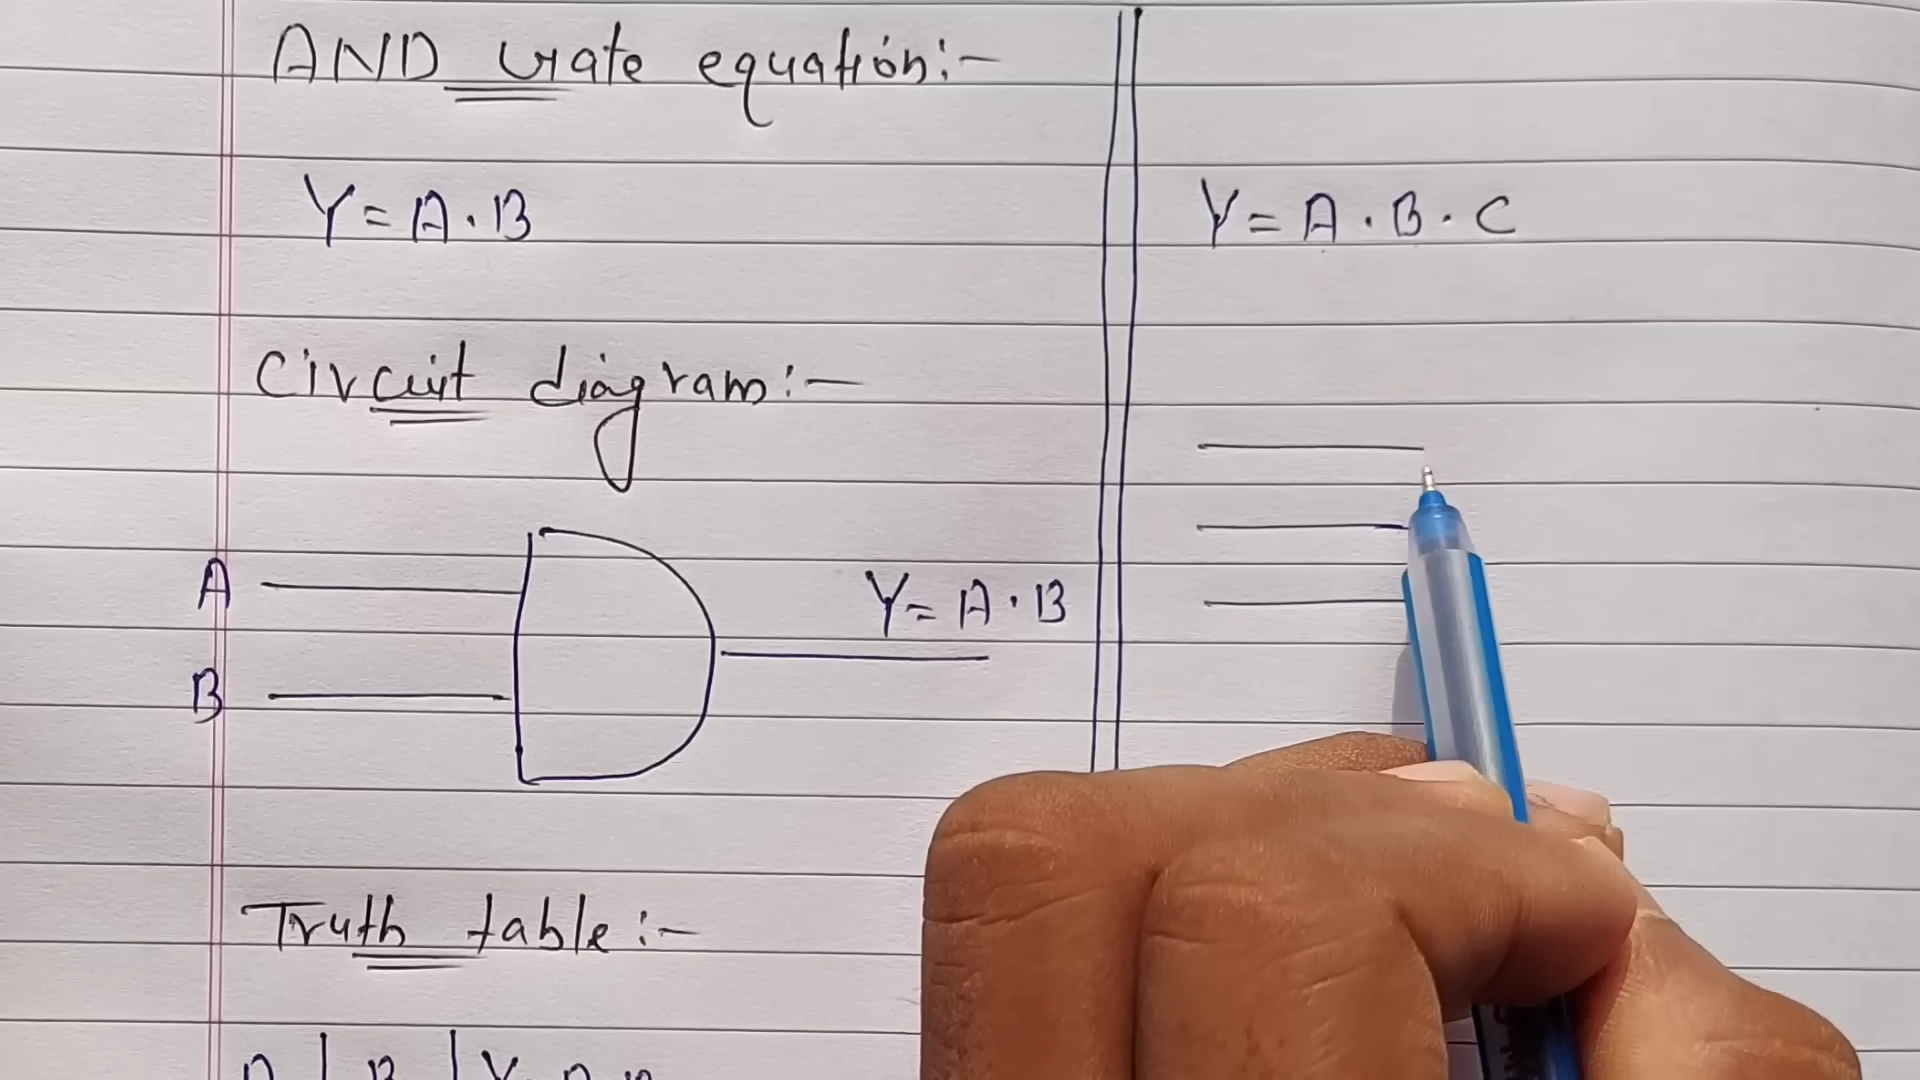 AND Gate equation:-
Y = A . B
Circuit diagram:-
A
B
Y = A . B
Truth table:-
A | B | Y = A . B
Y = A . B . C